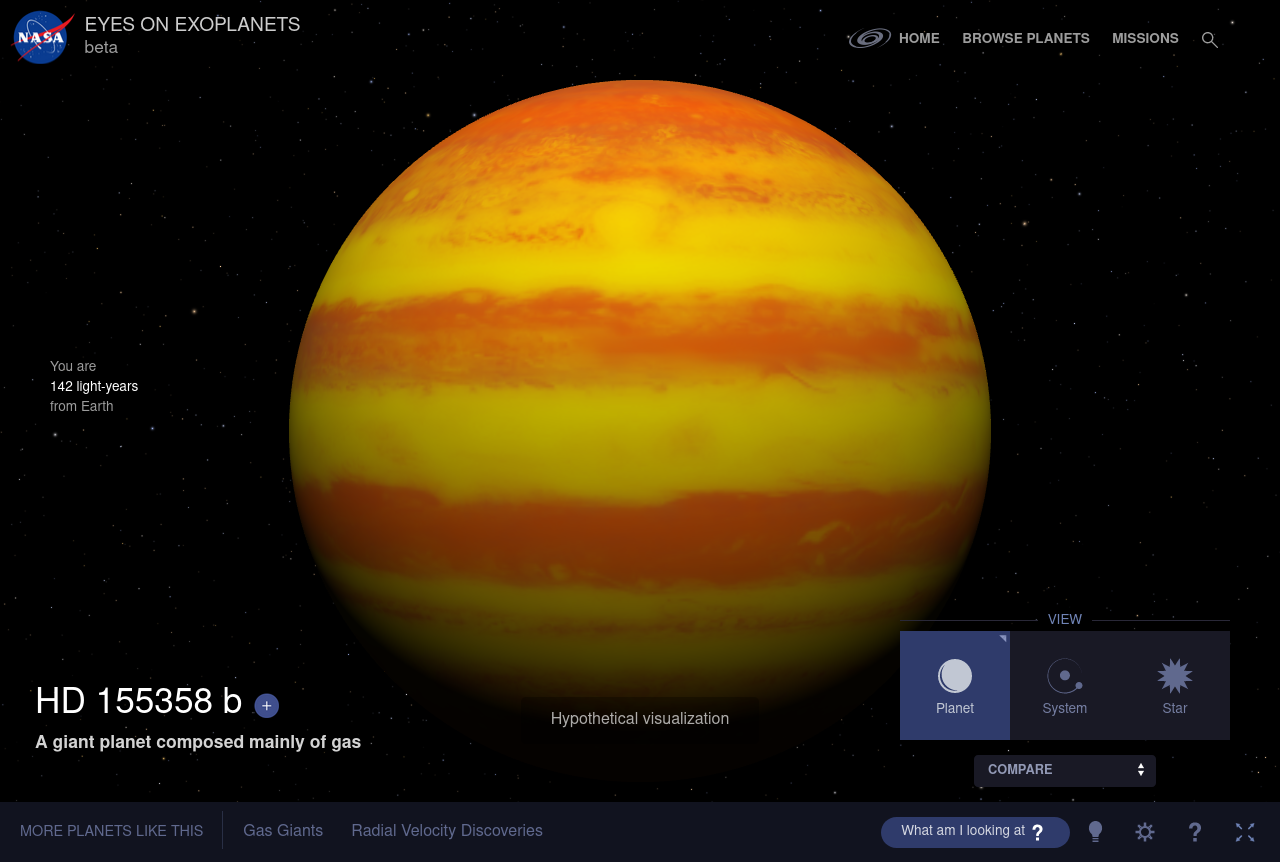 NASA
EYES ON EXOPLANETS
beta
HOME
BROWSE PLANETS
MISSIONS
You are
142 light-years
from Earth
HD 155358 b +
A giant planet composed mainly of gas
Hypothetical visualization
VIEW
Planet
System
Star
COMPARE
MORE PLANETS LIKE THIS
Gas Giants
Radial Velocity Discoveries
What am I looking at ?
?